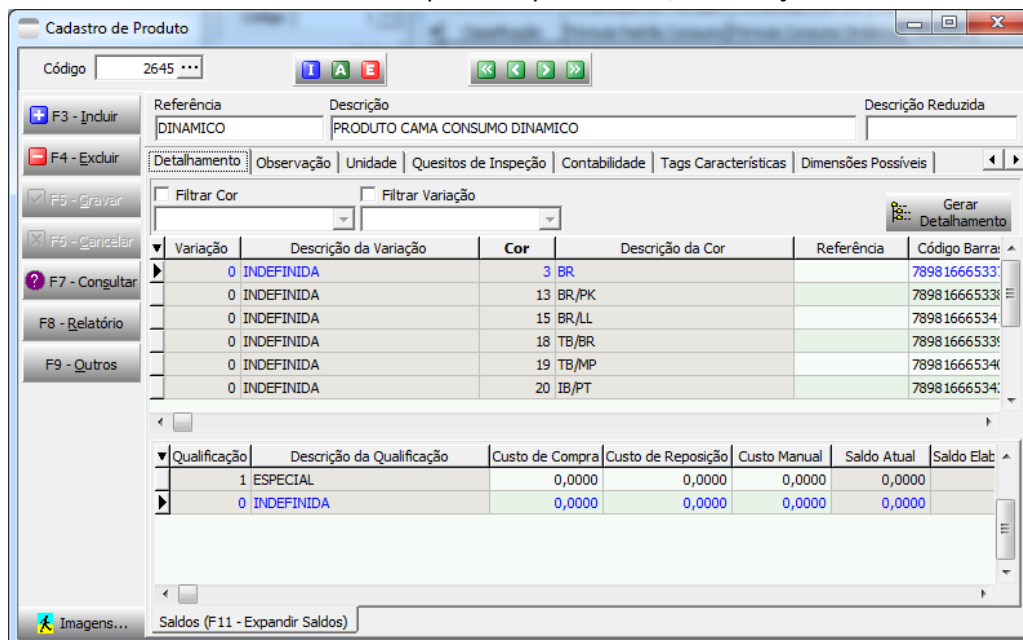 Cadastro de Produto
Código 2645 ...
I A E
F3 - Incluir
F4 - Excluir
F5 - Gravar
F6 - Cancelar
F7 - Consultar
F8 - Relatório
F9 - Outros
Imagens...
Referência Descrição Descrição Reduzida
DINAMICO PRODUTO CAMA CONSUMO DINAMICO
Detalhamento Observação Unidade Quesitos de Inspeção Contabilidade Tags Características Dimensões Possíveis
Filtrar Cor Filtrar Variação
Gerar
Detalhamento
Variação Descrição da Variação Cor Descrição da Cor Referência Código Barra
0 INDEFINIDA 3 BR
0 INDEFINIDA 13 BR/PK
0 INDEFINIDA 15 BR/LL
0 INDEFINIDA 18 TB/BR
0 INDEFINIDA 19 TB/MP
0 INDEFINIDA 20 IB/PT
Qualificação Descrição da Qualificação Custo de Compra Custo de Reposição Custo Manual Saldo Atual Saldo Elab
1 ESPECIAL 0,0000 0,0000 0,0000 0,0000
0 INDEFINIDA 0,0000 0,0000 0,0000 0,0000
Saldos (F11 - Expandir Saldos)